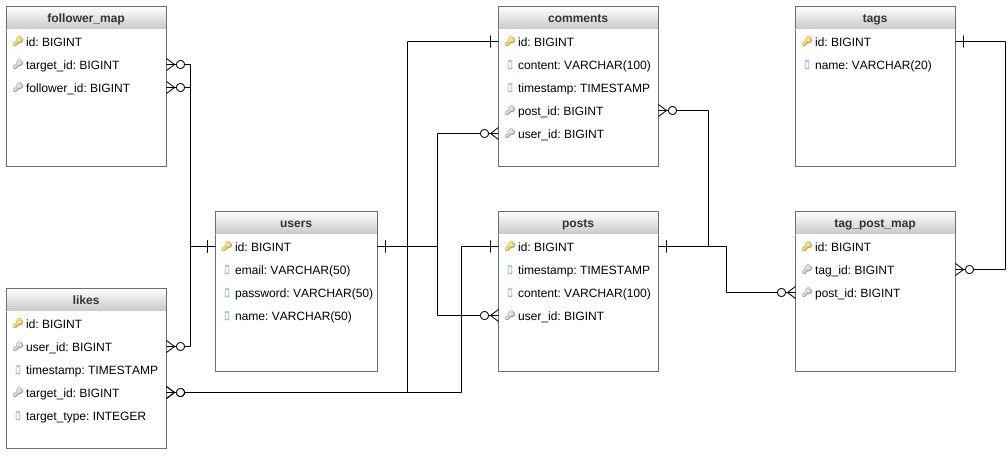 follower_map
id: BIGINT
target_id: BIGINT
follower_id: BIGINT
comments
id: BIGINT
content: VARCHAR(100)
timestamp: TIMESTAMP
post_id: BIGINT
user_id: BIGINT
tags
id: BIGINT
name: VARCHAR(20)
users
id: BIGINT
email: VARCHAR(50)
password: VARCHAR(50)
name: VARCHAR(50)
posts
id: BIGINT
timestamp: TIMESTAMP
content: VARCHAR(100)
user_id: BIGINT
tag_post_map
id: BIGINT
tag_id: BIGINT
post_id: BIGINT
likes
id: BIGINT
user_id: BIGINT
timestamp: TIMESTAMP
target_id: BIGINT
target_type: INTEGER